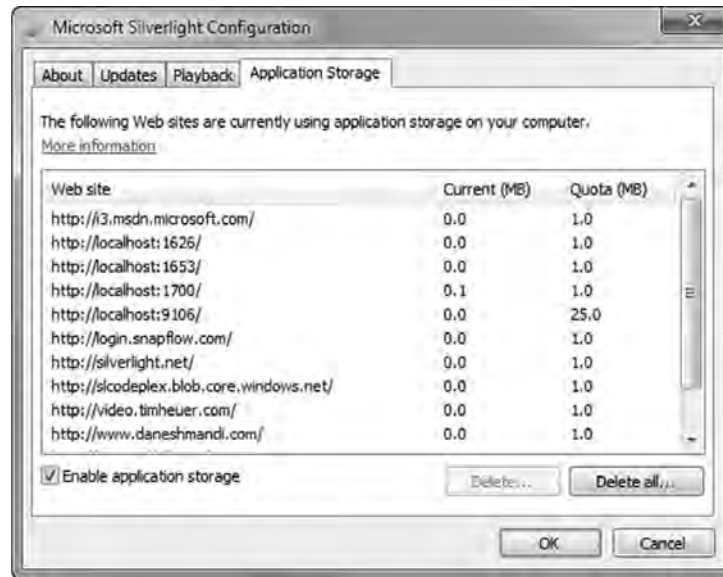 Microsoft Silverlight Configuration
About Updates Playback Application Storage
The following Web sites are currently using application storage on your computer.
More information
Web site Current (MB) Quota (MB)
http://i3.msdn.microsoft.com/ 0.0 1.0
http://localhost:1626/ 0.0 1.0
http://localhost:1653/ 0.0 1.0
http://localhost:1700/ 0.1 1.0
http://localhost:9106/ 0.0 25.0
http://login.snapflow.com/ 0.0 1.0
http://silverlight.net/ 0.0 1.0
http://slcodeplex.blob.core.windows.net/ 0.0 1.0
http://video.timheuer.com/ 0.0 1.0
http://www.daneshmandi.com/ 0.0 1.0
Enable application storage Delete... Delete all...
OK Cancel